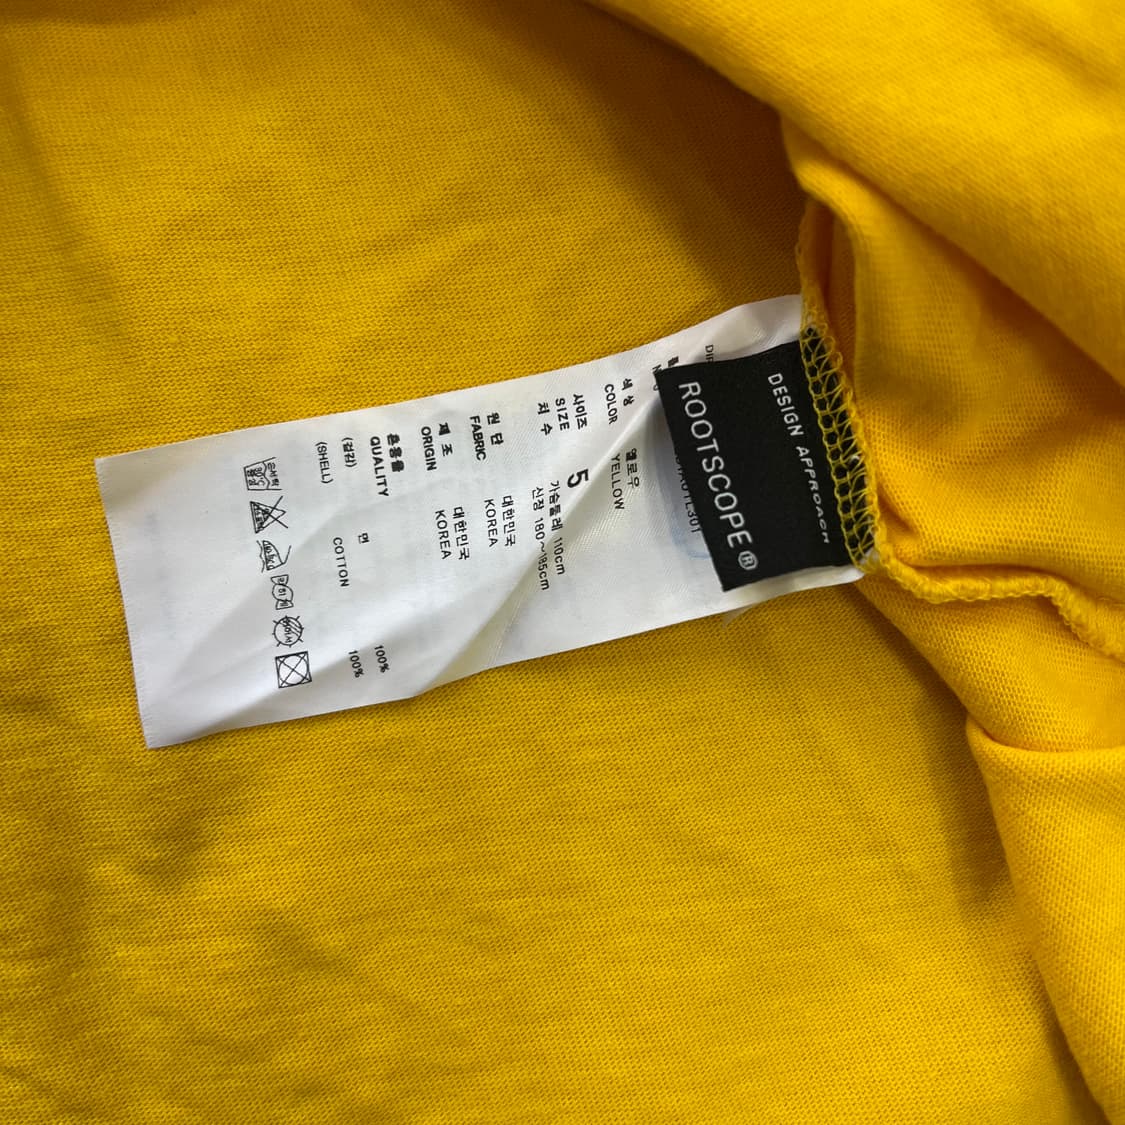 DESIGN APPROACH
ROOTSCOPE®
색 상 옐로우
COLOR YELLOW
사이즈 5 가슴둘레 110cm
SIZE
치 수 신장 180~185cm
원 단 대한민국
FABRIC KOREA
제 조 대한민국
ORIGIN KOREA
혼용율 100%
QUALITY
(겉감) 면 100%
(SHELL) COTTON